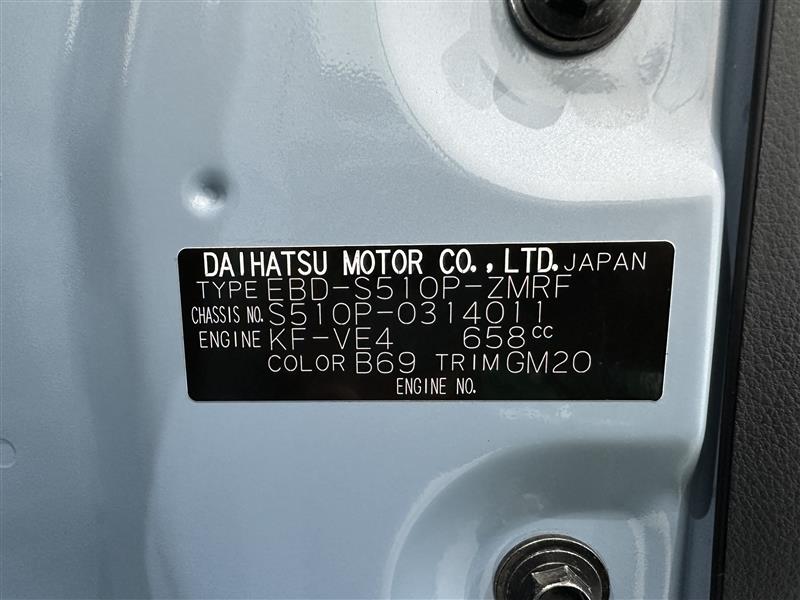 DAIHATSU MOTOR CO.,LTD. JAPAN
TYPE EBD-S510P-ZMRF
CHASSIS NO. S510P-0314011
ENGINE KF-VE4 658cc
COLOR B69 TRIM GM20
ENGINE NO.